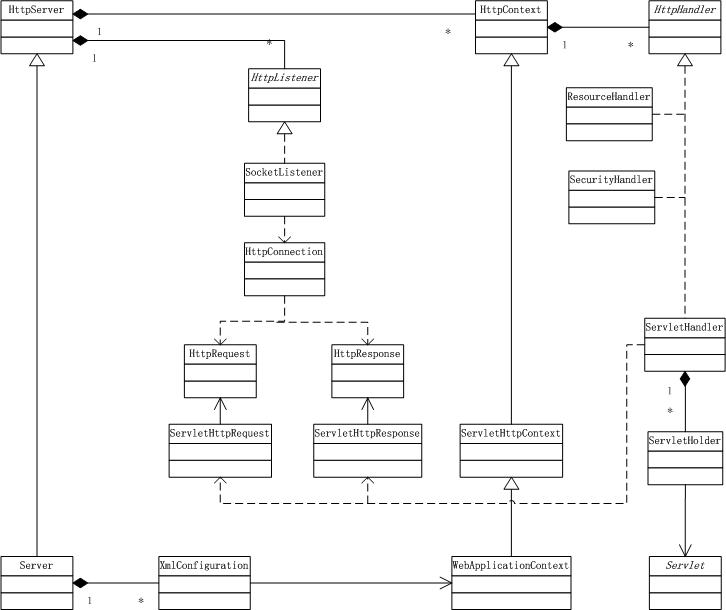 HttpServer
HttpContext
HttpHandler
1
*
1
*
1
*
HttpListener
ResourceHandler
SocketListener
SecurityHandler
HttpConnection
ServletHandler
HttpRequest
HttpResponse
1
*
ServletHttpRequest
ServletHttpResponse
ServletHttpContext
ServletHolder
Server
XmlConfiguration
WebApplicationContext
Servlet
1
*